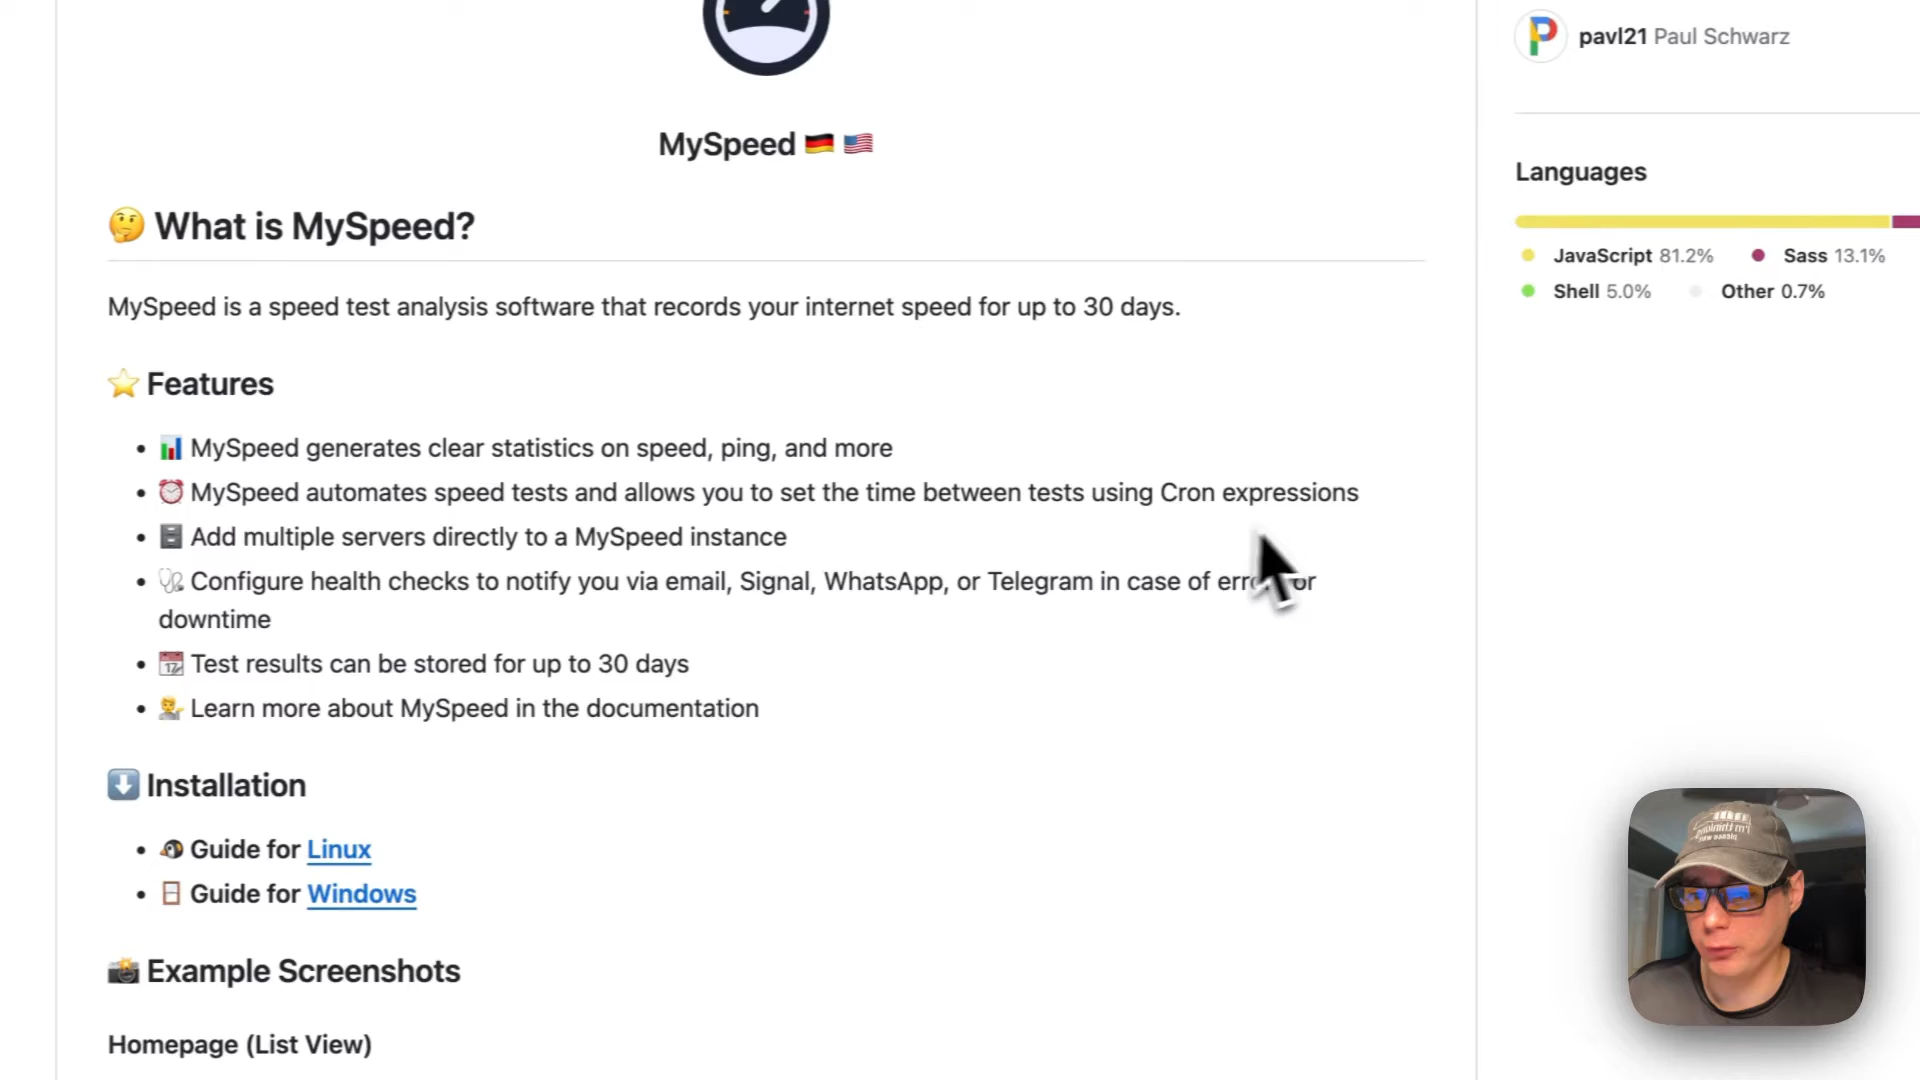 pavl21 Paul Schwarz
MySpeed 🇩🇪 🇺🇸
Languages
JavaScript 81.2% Sass 13.1%
Shell 5.0% Other 0.7%
🤔 What is MySpeed?
MySpeed is a speed test analysis software that records your internet speed for up to 30 days.
⭐ Features
• 📊 MySpeed generates clear statistics on speed, ping, and more
• ⏰ MySpeed automates speed tests and allows you to set the time between tests using Cron expressions
• 🗄️ Add multiple servers directly to a MySpeed instance
• 🩺 Configure health checks to notify you via email, Signal, WhatsApp, or Telegram in case of or
downtime
• 📆 Test results can be stored for up to 30 days
• 💁 Learn more about MySpeed in the documentation
⬇️ Installation
• 🐧 Guide for Linux
• 🪟 Guide for Windows
📸 Example Screenshots
Homepage (List View)